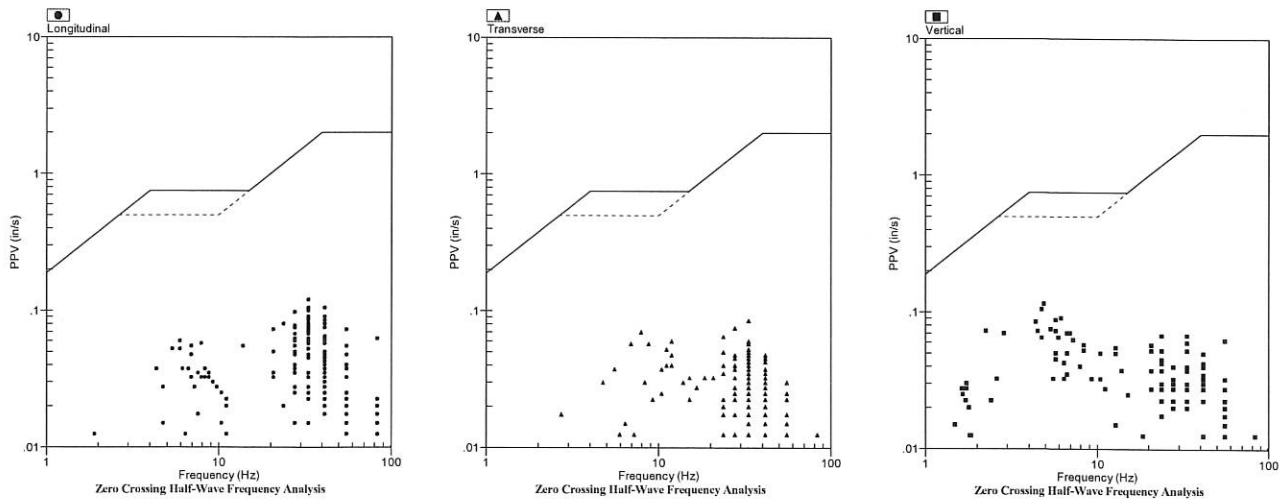 Longitudinal
10
1
.1
.01
PPV (in/s)
1
10
100
Frequency (Hz)
Zero Crossing Half-Wave Frequency Analysis
Transverse
10
1
.1
.01
PPV (in/s)
1
10
100
Frequency (Hz)
Zero Crossing Half-Wave Frequency Analysis
Vertical
10
1
.1
.01
PPV (in/s)
1
10
100
Frequency (Hz)
Zero Crossing Half-Wave Frequency Analysis